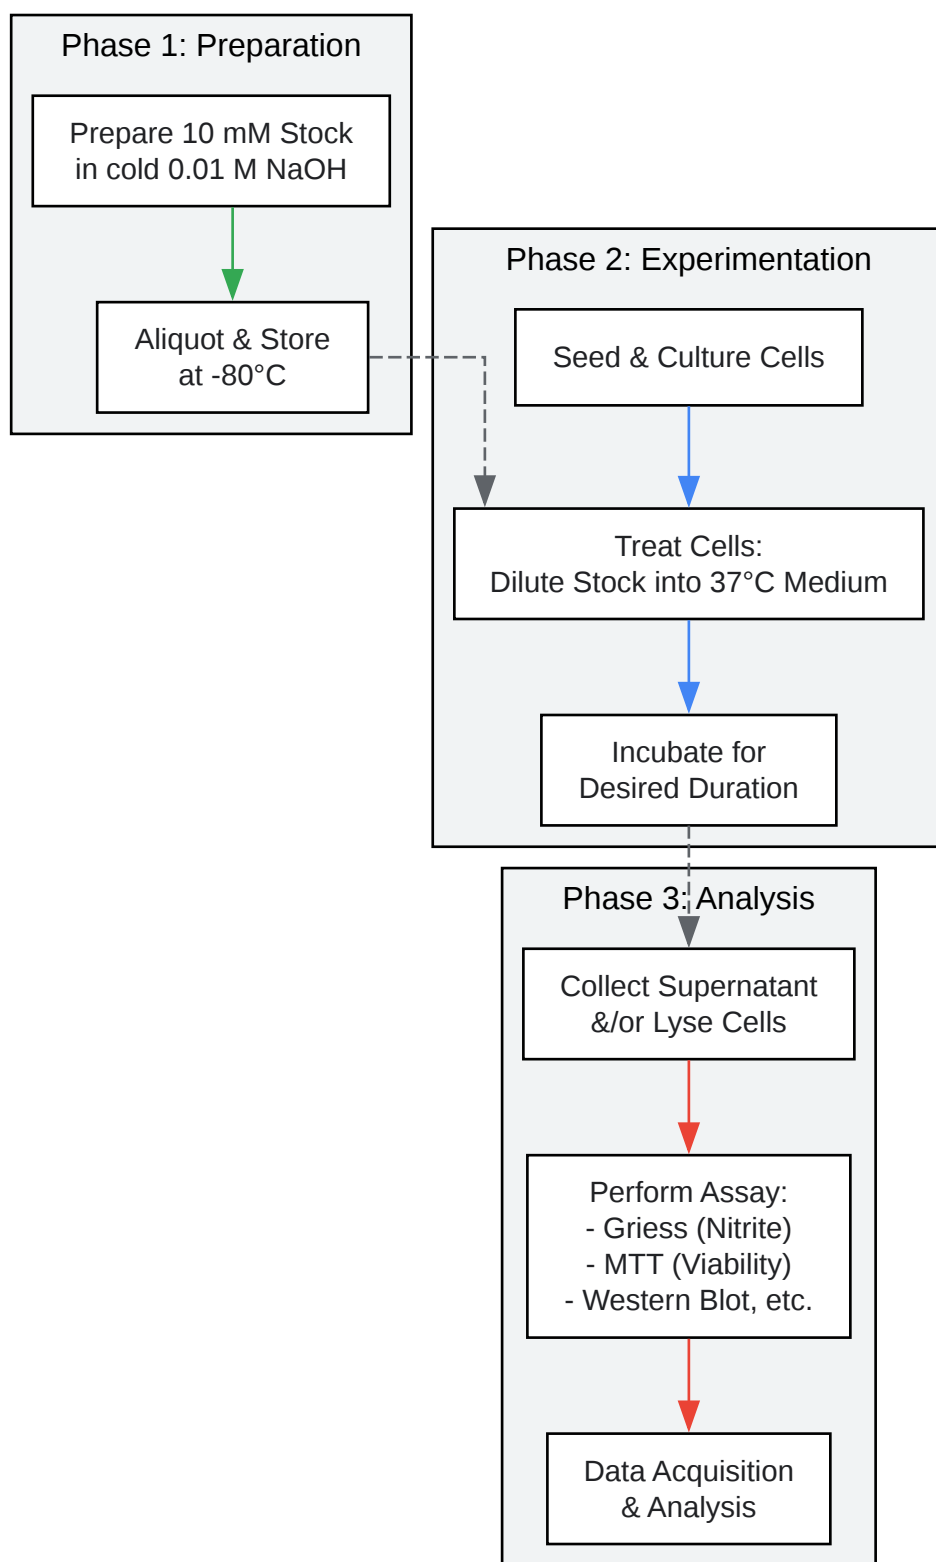 Phase 1: Preparation
Prepare 10 mM Stock
in cold 0.01 M NaOH
Aliquot & Store
at -80°C
Phase 2: Experimentation
Seed & Culture Cells
Treat Cells:
Dilute Stock into 37°C Medium
Incubate for
Desired Duration
Phase 3: Analysis
Collect Supernatant
&/or Lyse Cells
Perform Assay:
- Griess (Nitrite)
- MTT (Viability)
- Western Blot, etc.
Data Acquisition
& Analysis